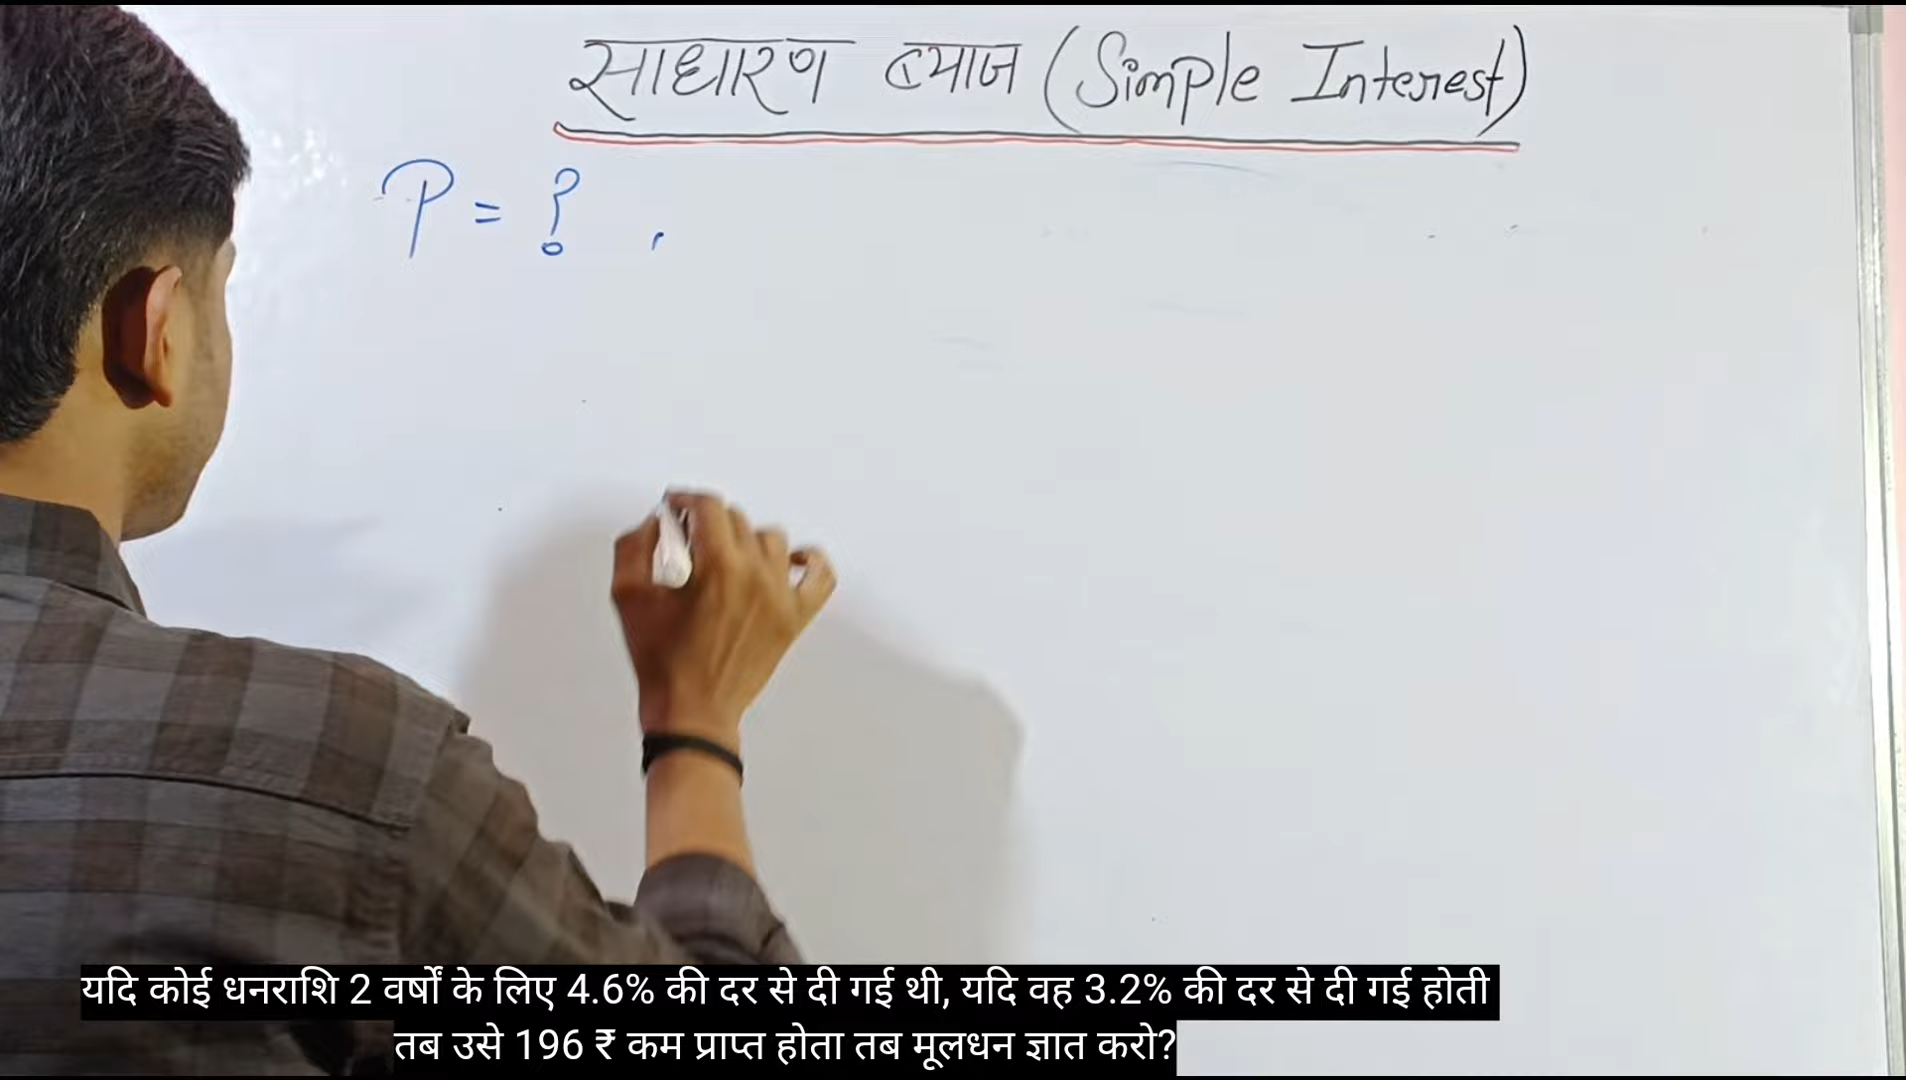 साधारण ब्याज (Simple Interest)
P = ?
यदि कोई धनराशि 2 वर्षों के लिए 4.6% की दर से दी गई थी, यदि वह 3.2% की दर से दी गई होती
तब उसे 196 ₹ कम प्राप्त होता तब मूलधन ज्ञात करो?